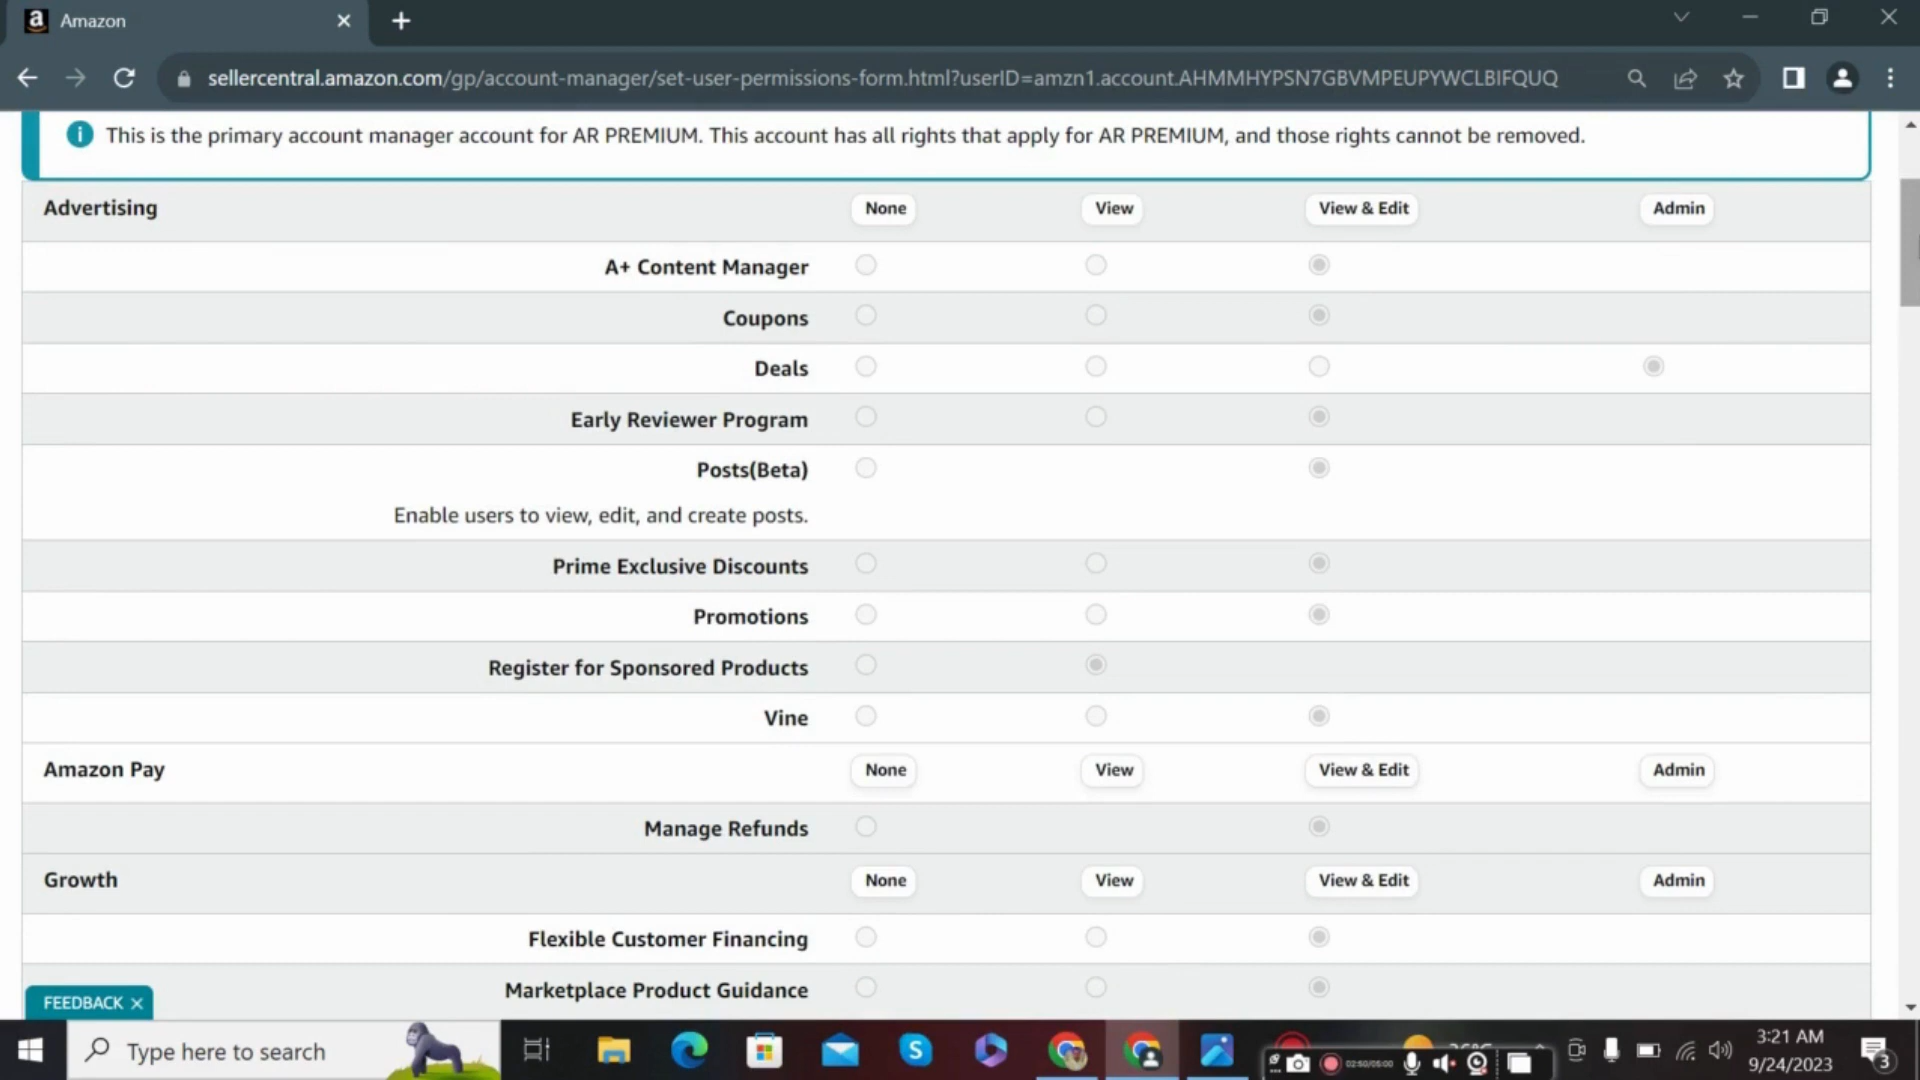 Amazon
sellercentral.amazon.com/gp/account-manager/set-user-permissions-form.html?userID=amzn1.account.AHMMHYPSN7GBVMPEUPYWCLBIFQUQ
This is the primary account manager account for AR PREMIUM. This account has all rights that apply for AR PREMIUM, and those rights cannot be removed.
Advertising None View View & Edit Admin
A+ Content Manager
Coupons
Deals
Early Reviewer Program
Posts(Beta)
Enable users to view, edit, and create posts.
Prime Exclusive Discounts
Promotions
Register for Sponsored Products
Vine
Amazon Pay None View View & Edit Admin
Manage Refunds
Growth None View View & Edit Admin
Flexible Customer Financing
Marketplace Product Guidance
FEEDBACK
Type here to search
02:50/05:00
3:21 AM
9/24/2023
3